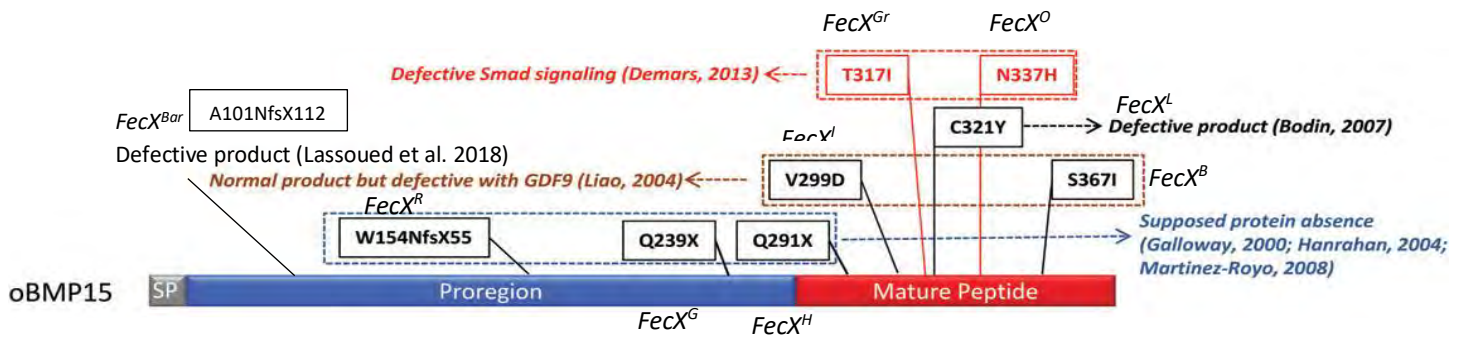 FecX^Gr
FecX^O
Defective Smad signaling (Demars, 2013)
T317I
N337H
FecX^Bar
A101NfsX112
FecX^L
C321Y
Defective product (Bodin, 2007)
Defective product (Lassoued et al. 2018)
FecX^I
Normal product but defective with GDF9 (Liao, 2004)
V299D
S367I
FecX^B
FecX^R
W154NfsX55
Q239X
Q291X
Supposed protein absence
(Galloway, 2000; Hanrahan, 2004;
Martinez-Royo, 2008)
oBMP15
SP
Proregion
Mature Peptide
FecX^G
FecX^H